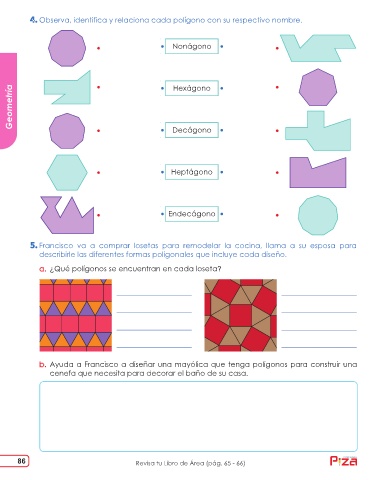 4. Observa, identifica y relaciona cada polígono con su respectivo nombre.
Geometría
Nonágono
Hexágono
Decágono
Heptágono
Endecágono
5. Francisco va a comprar losetas para remodelar la cocina, llama a su esposa para
describirle las diferentes formas poligonales que incluye cada diseño.
a. ¿Qué polígonos se encuentran en cada loseta?
b. Ayuda a Francisco a diseñar una mayólica que tenga polígonos para construir una
cenefa que necesita para decorar el baño de su casa.
86
Revisa tu Libro de Área (pág. 65 - 66)